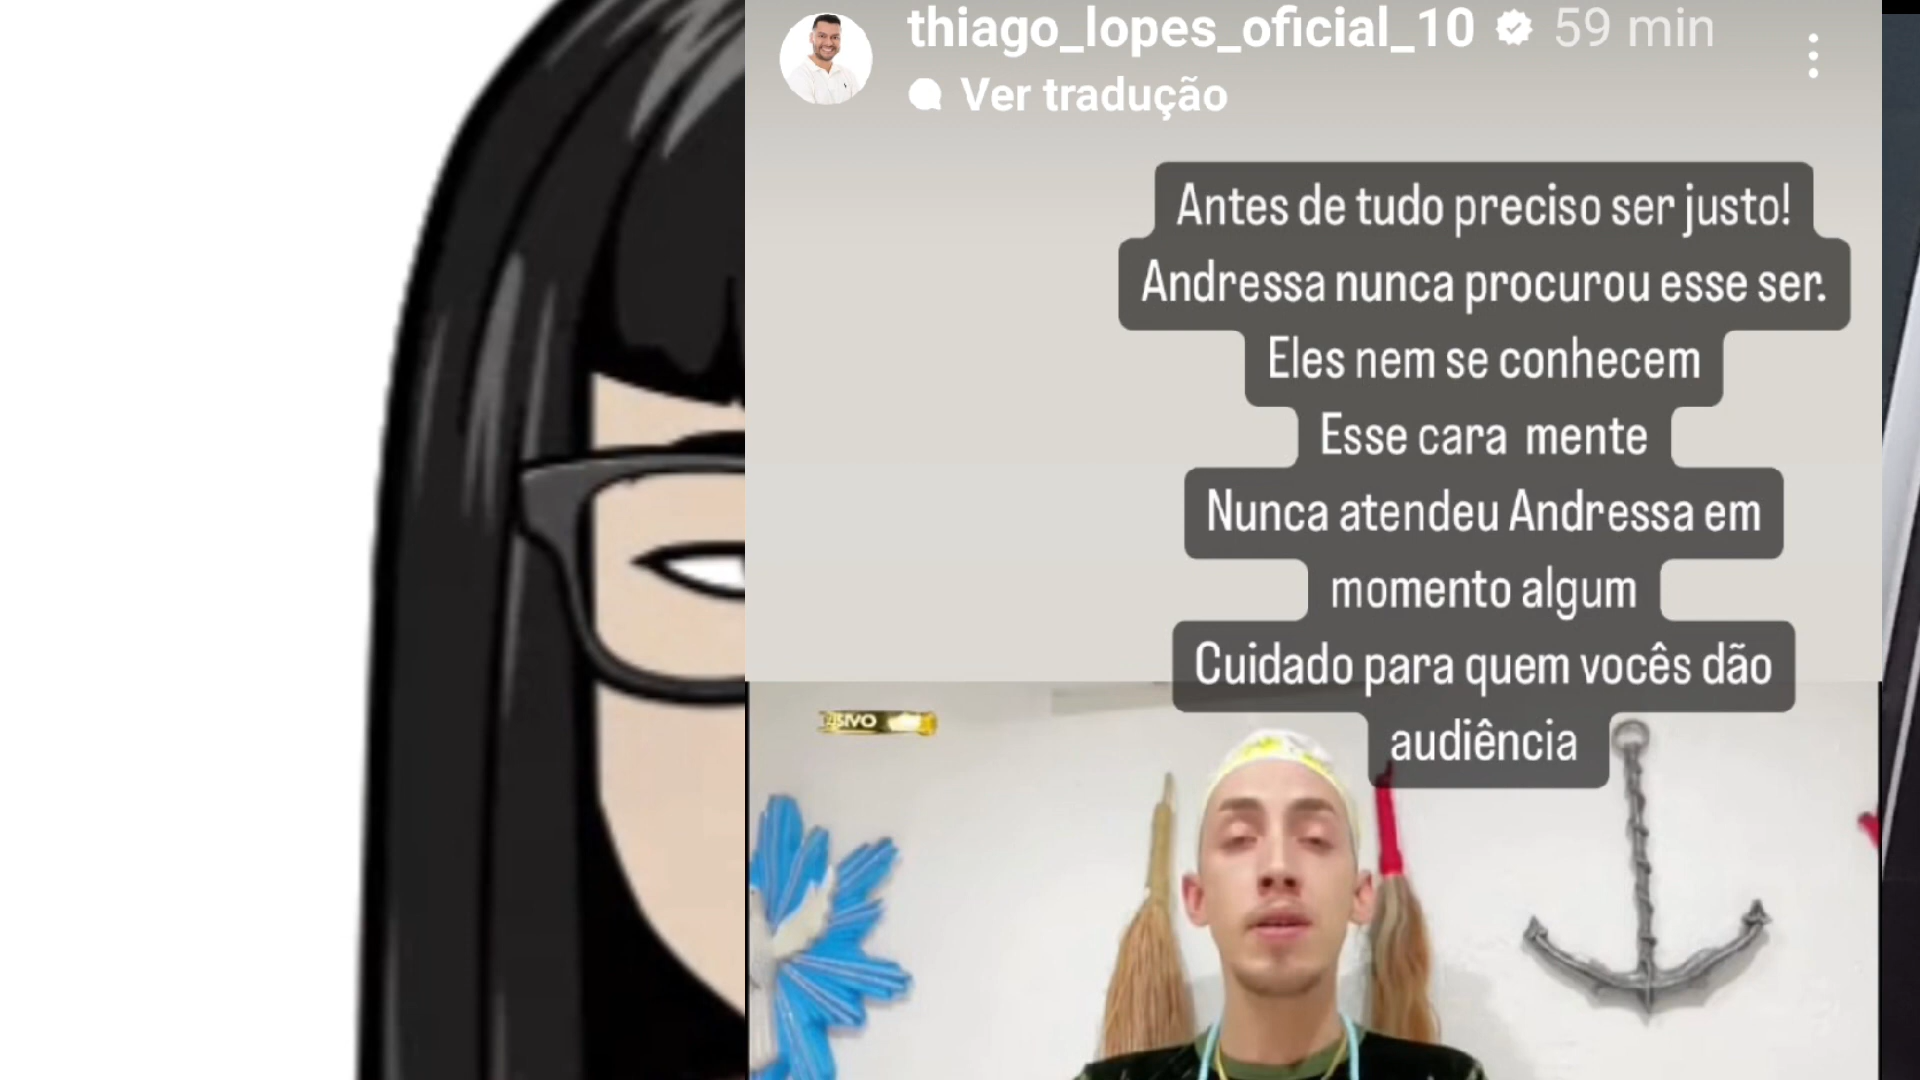 thiago_lopes_oficial_10 59 min
Ver tradução
Antes de tudo preciso ser justo!
Andressa nunca procurou esse ser.
Eles nem se conhecem
Esse cara mente
Nunca atendeu Andressa em
momento algum
Cuidado para quem vocês dão
audiência